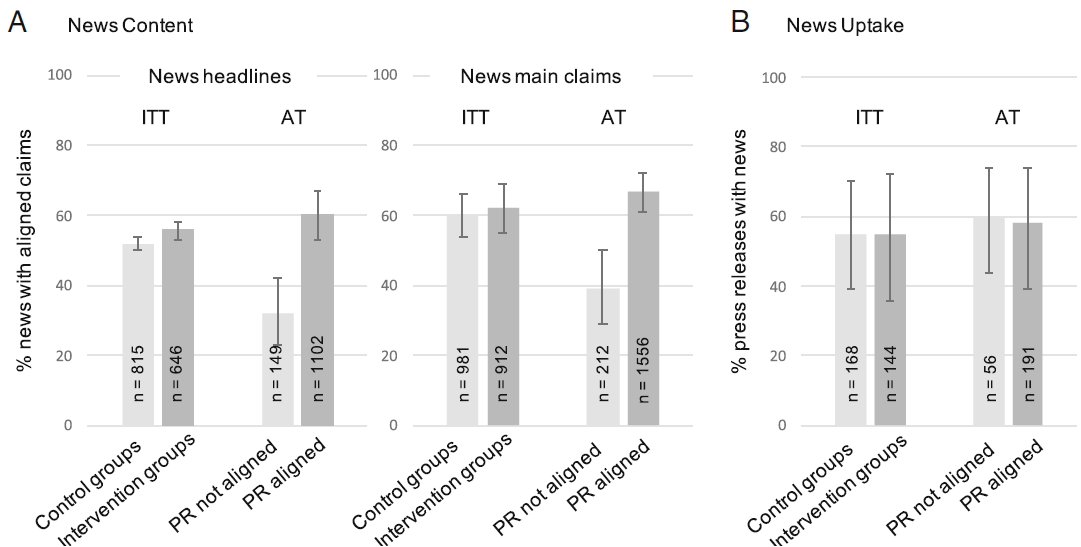 A News Content
News headlines
ITT AT
% news with aligned claims
100
80
60
40
20
0
n = 815
n = 646
n = 149
n = 1102
Control groups
Intervention groups
PR not aligned
PR aligned
News main claims
ITT AT
100
80
60
40
20
0
n = 981
n = 912
n = 212
n = 1556
Control groups
Intervention groups
PR not aligned
PR aligned
B News Uptake
ITT AT
% press releases with news
100
80
60
40
20
0
n = 168
n = 144
n = 56
n = 191
Control groups
Intervention groups
PR not aligned
PR aligned